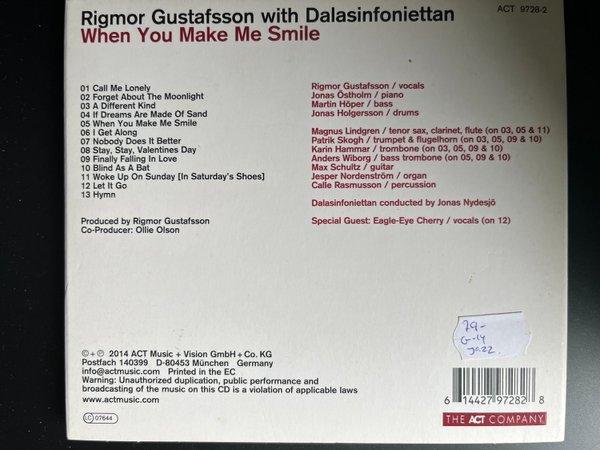 Rigmor Gustafsson with Dalasinfoniettan
ACT 9728-2
When You Make Me Smile
01 Call Me Lonely
02 Forget About The Moonlight
03 A Different Kind
04 If Dreams Are Made Of Sand
05 When You Make Me Smile
06 I Get Along
07 Nobody Does It Better
08 Stay, Stay, Valentines Day
09 Finally Falling In Love
10 Blind As A Bat
11 Woke Up On Sunday [In Saturday's Shoes]
12 Let It Go
13 Hymn
Produced by Rigmor Gustafsson
Co-Producer: Ollie Olson
Rigmor Gustafsson / vocals
Jonas Östholm / piano
Martin Höper / bass
Jonas Holgersson / drums
Magnus Lindgren / tenor sax, clarinet, flute (on 03, 05 & 11)
Patrik Skogh / trumpet & flugelhorn (on 03, 05, 09 & 10)
Karin Hammar / trombone (on 03, 05, 09 & 10)
Anders Wiborg / bass trombone (on 05, 09 & 10)
Max Schultz / guitar
Jesper Nordenström / organ
Calle Rasmusson / percussion
Dalasinfoniettan conducted by Jonas Nydesjö
Special Guest: Eagle-Eye Cherry / vocals (on 12)
79-
G-14
© + ℗ 2014 ACT Music + Vision GmbH + Co. KG
Postfach 140399 D-80453 München Germany
info@actmusic.com Printed in the EC
Warning: Unauthorized duplication, public performance and
broadcasting of the music on this CD is a violation of applicable laws
www.actmusic.com
LC 07644
6 14427 97282 8
THE ACT COMPANY